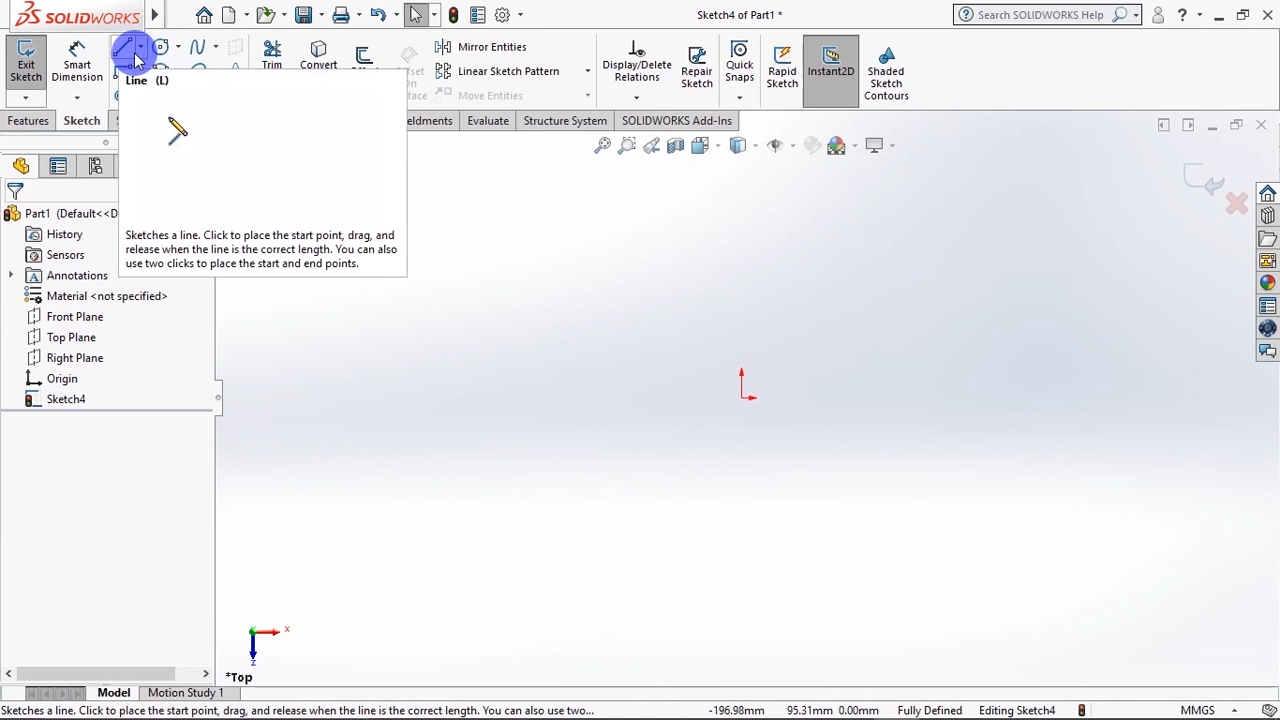 SOLIDWORKS
Sketch4 of Part1 *
Search SOLIDWORKS Help
?
Exit Sketch
Smart Dimension
Trim
Convert
Mirror Entities
Linear Sketch Pattern
Move Entities
Display/Delete Relations
Repair Sketch
Quick Snaps
Rapid Sketch
Instant2D
Shaded Sketch Contours
Features
Sketch
eldments
Evaluate
Structure System
SOLIDWORKS Add-Ins
Line (L)
Sketches a line. Click to place the start point, drag, and
release when the line is the correct length. You can also
use two clicks to place the start and end points.
Part1 (Default<<D
History
Sensors
Annotations
Material <not specified>
Front Plane
Top Plane
Right Plane
Origin
Sketch4
x
z
*Top
Model
Motion Study 1
Sketches a line. Click to place the start point, drag, and release when the line is the correct length. You can also use two...
-196.98mm
95.31mm 0.00mm
Fully Defined
Editing Sketch4
MMGS